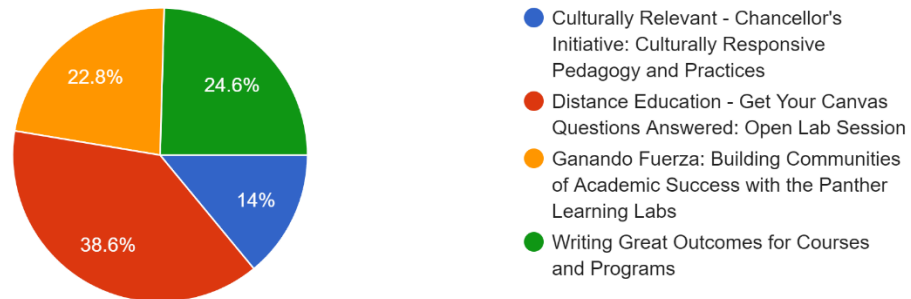 22.8%
24.6%
14%
38.6%
Culturally Relevant - Chancellor's
Initiative: Culturally Responsive
Pedagogy and Practices
Distance Education - Get Your Canvas
Questions Answered: Open Lab Session
Ganando Fuerza: Building Communities
of Academic Success with the Panther
Learning Labs
Writing Great Outcomes for Courses
and Programs